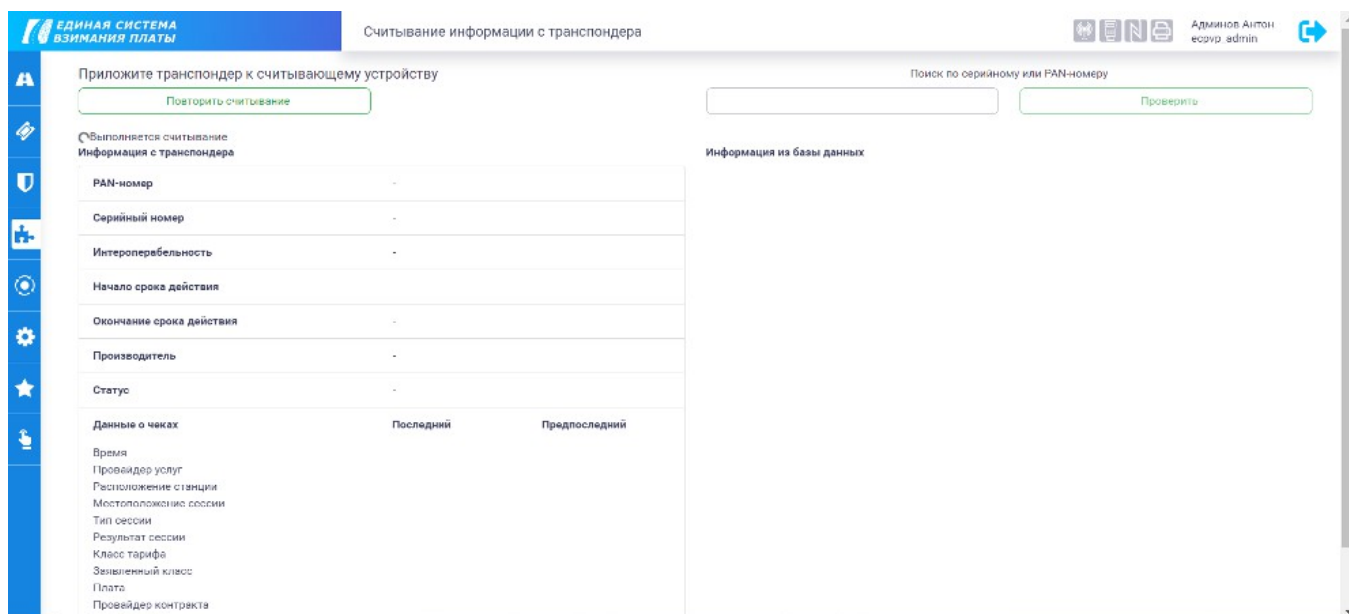 ЕДИНАЯ СИСТЕМА
ВЗИМАНИЯ ПЛАТЫ
Считывание информации с транспондера
Админов Антон
ecpvp admin
Приложите транспондер к считывающему устройству
Поиск по серийному или PAN-номеру
Повторить считывание
Проверить
Выполняется считывание
Информация с транспондера
Информация из базы данных
PAN-номер -
Серийный номер -
Интероперабельность -
Начало срока действия
Окончание срока действия -
Производитель -
Статус -
Данные о чеках Последний Предпоследний
Время
Провайдер услуг
Расположение станции
Местоположение сессии
Тип сессии
Результат сессии
Класс тарифа
Заявленный класс
Плата
Провайдер контракта